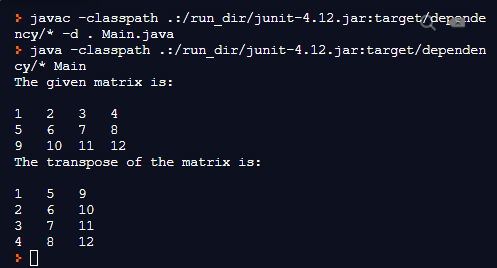 > javac -classpath .:/run_dir/junit-4.12.jar:target/depende
ncy/* -d . Main.java
> java -classpath .:/run_dir/junit-4.12.jar:target/dependen
cy/* Main
The given matrix is:
1 2 3 4
5 6 7 8
9 10 11 12
The transpose of the matrix is:
1 5 9
2 6 10
3 7 11
4 8 12
>